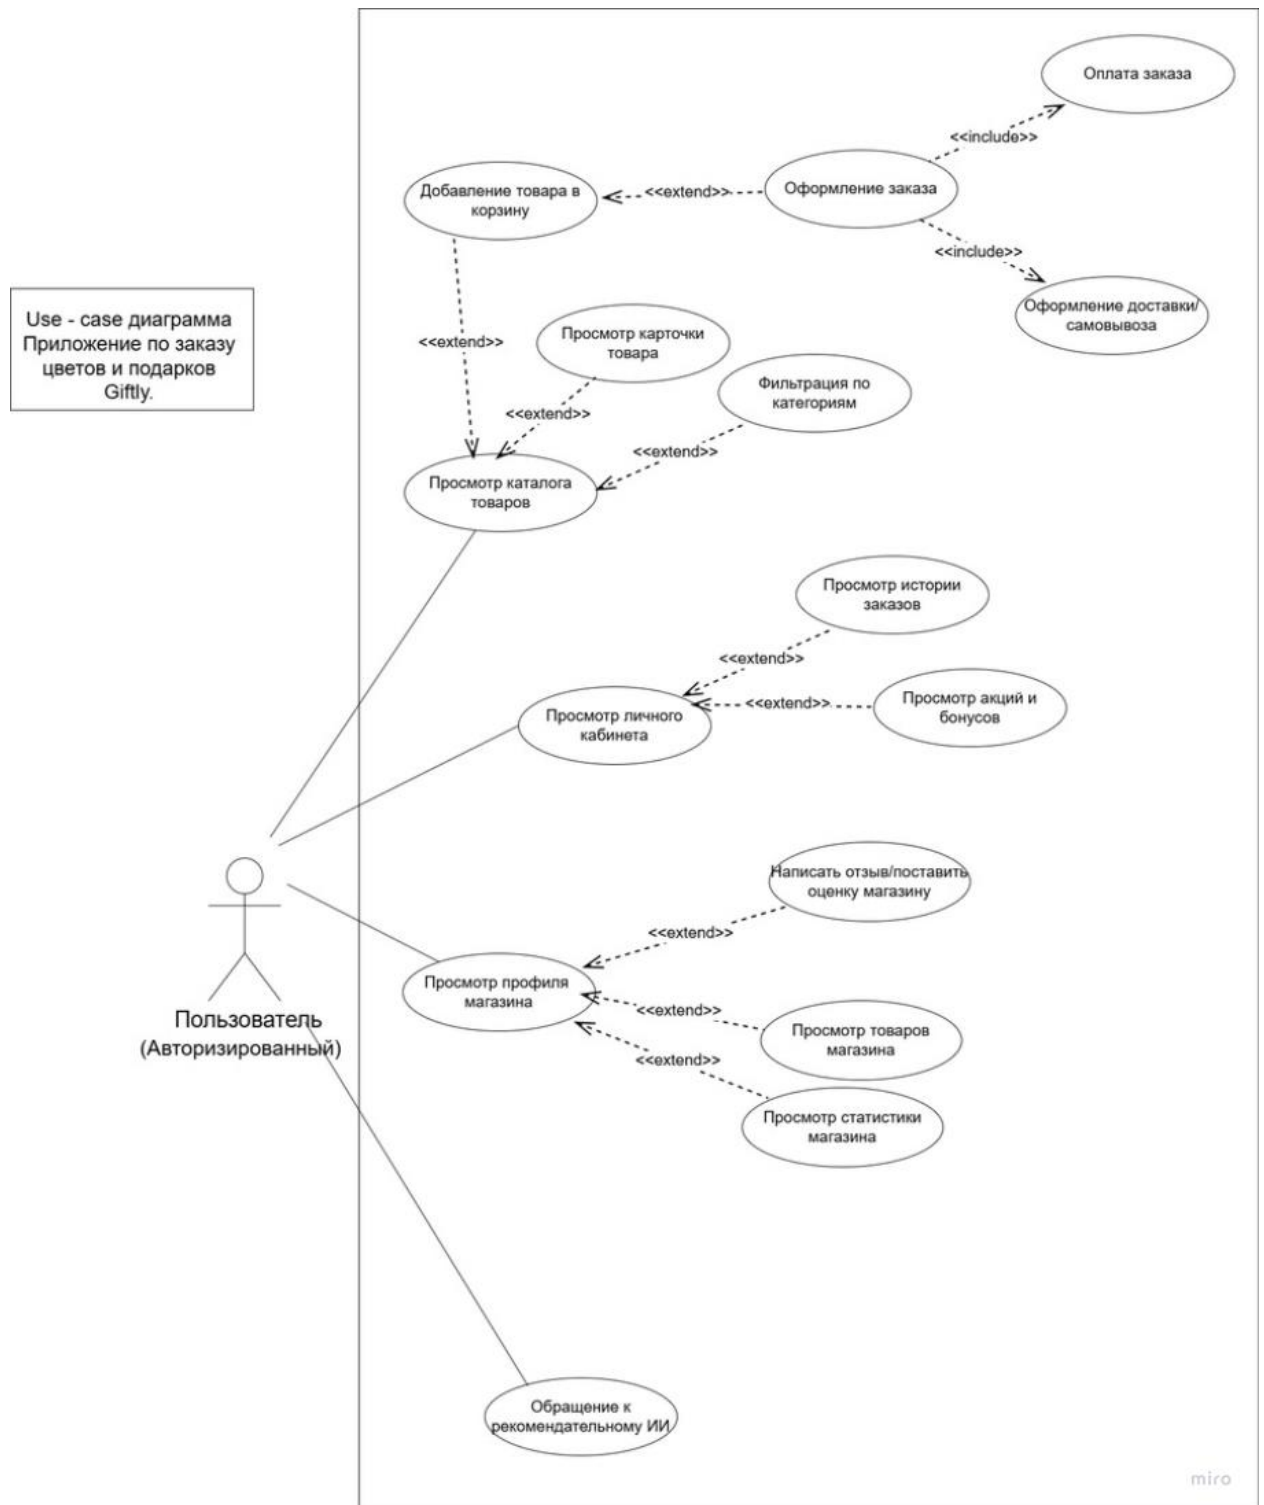 Оплата заказа
<<include>>
Добавление товара в
корзину
<<extend>>
Оформление заказа
<<include>>
Оформление доставки/
самовывоза
Use - case диаграмма
Приложение по заказу
цветов и подарков
Giftly.
<<extend>>
Просмотр карточки
товара
Фильтрация по
категориям
<<extend>>
<<extend>>
Просмотр каталога
товаров
Просмотр истории
заказов
<<extend>>
Просмотр личного
кабинета
<<extend>>
Просмотр акций и
бонусов
Написать отзыв/поставить
оценку магазину
<<extend>>
Просмотр профиля
магазина
<<extend>>
Просмотр товаров
магазина
<<extend>>
Просмотр статистики
магазина
Пользователь
(Авторизированный)
Обращение к
рекомендательному ИИ
miro